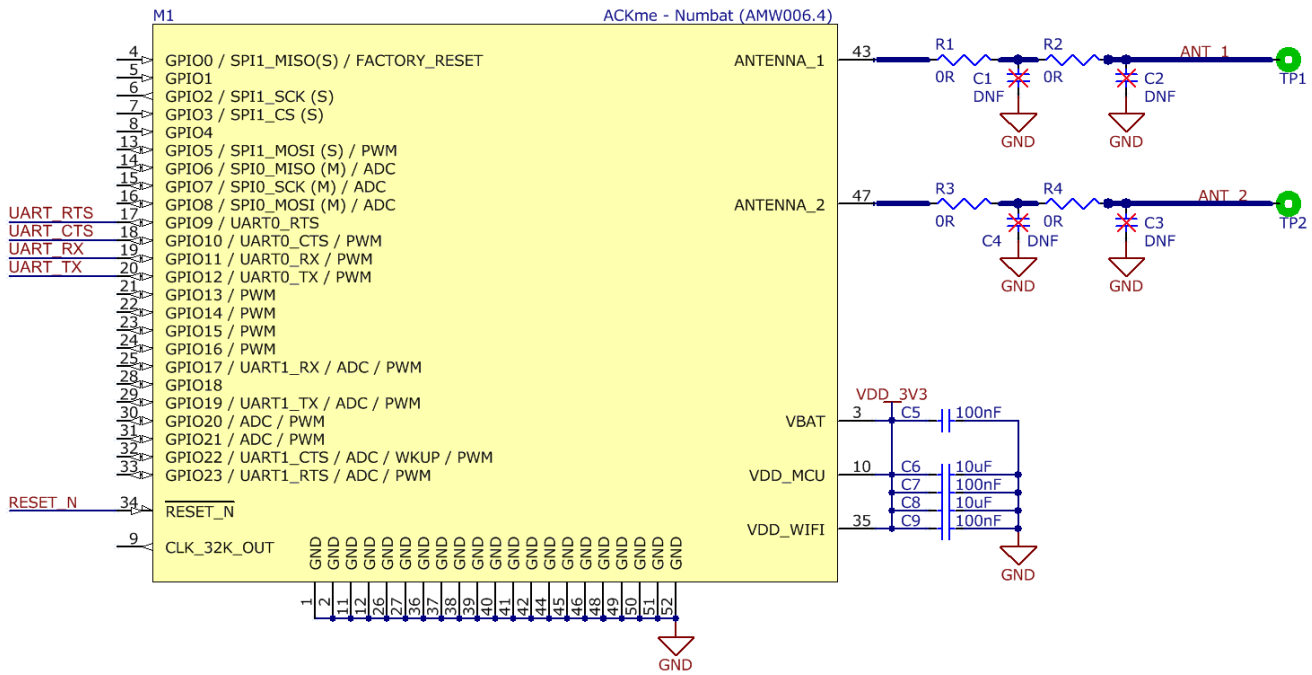 M1 ACKme - Numbat (AMW006.4)
4 GPIO0 / SPI1_MISO(S) / FACTORY_RESET
5 GPIO1
6 GPIO2 / SPI1_SCK (S)
7 GPIO3 / SPI1_CS (S)
8 GPIO4
13 GPIO5 / SPI1_MOSI (S) / PWM
14 GPIO6 / SPI0_MISO (M) / ADC
15 GPIO7 / SPI0_SCK (M) / ADC
16 GPIO8 / SPI0_MOSI (M) / ADC
UART_RTS 17 GPIO9 / UART0_RTS
UART_CTS 18 GPIO10 / UART0_CTS / PWM
UART_RX 19 GPIO11 / UART0_RX / PWM
UART_TX 20 GPIO12 / UART0_TX / PWM
21 GPIO13 / PWM
22 GPIO14 / PWM
23 GPIO15 / PWM
24 GPIO16 / PWM
25 GPIO17 / UART1_RX / ADC / PWM
28 GPIO18
29 GPIO19 / UART1_TX / ADC / PWM
30 GPIO20 / ADC / PWM
31 GPIO21 / ADC / PWM
32 GPIO22 / UART1_CTS / ADC / WKUP / PWM
33 GPIO23 / UART1_RTS / ADC / PWM
RESET_N 34 RESET_N
9 CLK_32K_OUT
GND GND GND GND GND GND GND GND GND GND GND GND GND GND GND GND GND GND GND GND GND
1 2 11 12 26 27 36 37 38 39 40 41 42 44 45 46 48 49 50 51 52
GND
ANTENNA_1 43 R1 R2 ANT_1
0R C1 0R C2 TP1
DNF DNF
GND GND
ANTENNA_2 47 R3 R4 ANT_2
0R 0R C3 TP2
C4 DNF DNF
GND GND
VDD_3V3
VBAT 3 C5 100nF
VDD_MCU 10 C6 10uF
C7 100nF
C8 10uF
VDD_WIFI 35 C9 100nF
GND